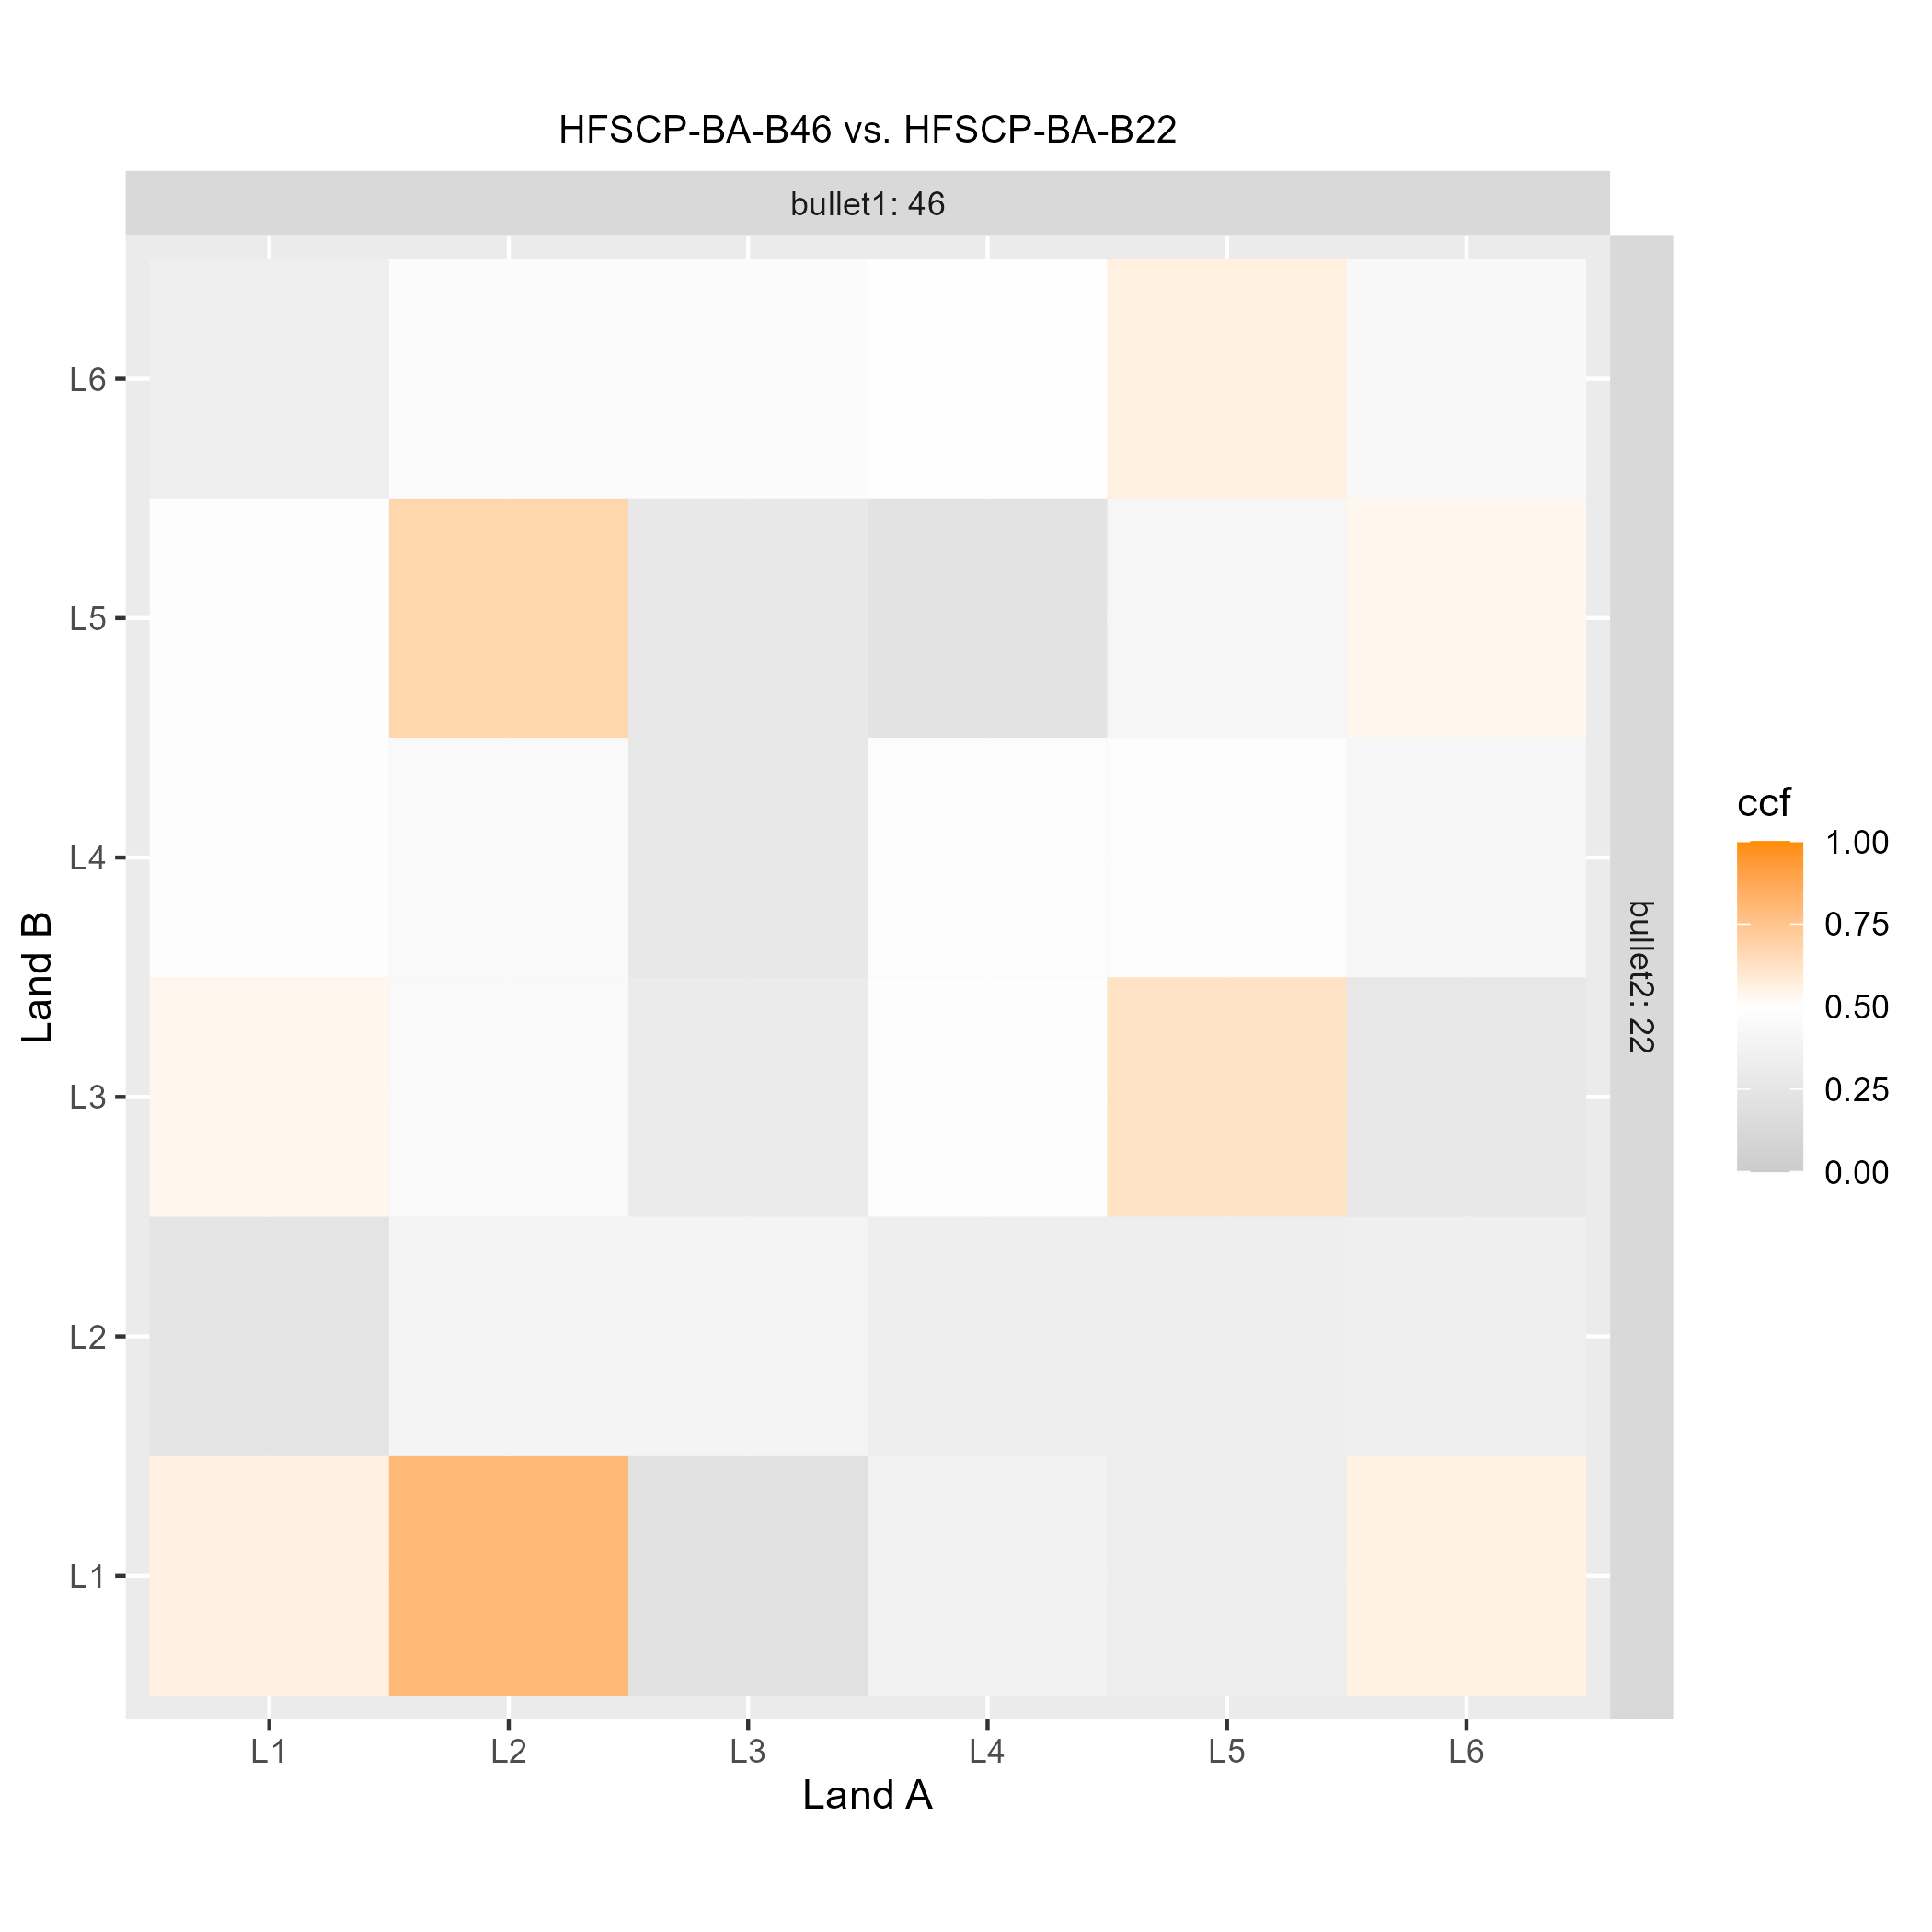 HFSCP-BA-B46 vs. HFSCP-BA-B22
bullet1: 46
L6
L5
L4
L3
L2
L1
Land B
bullet2: 22
ccf
1.00
0.75
0.50
0.25
0.00
L1 L2 L3 L4 L5 L6
Land A